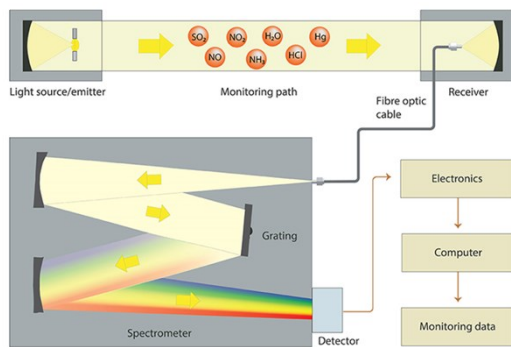 SO₂
NO₂
H₂O
Hg
NO
NH₃
HCl
Light source/emitter
Monitoring path
Receiver
Fibre optic
cable
Electronics
Grating
Computer
Monitoring data
Spectrometer
Detector